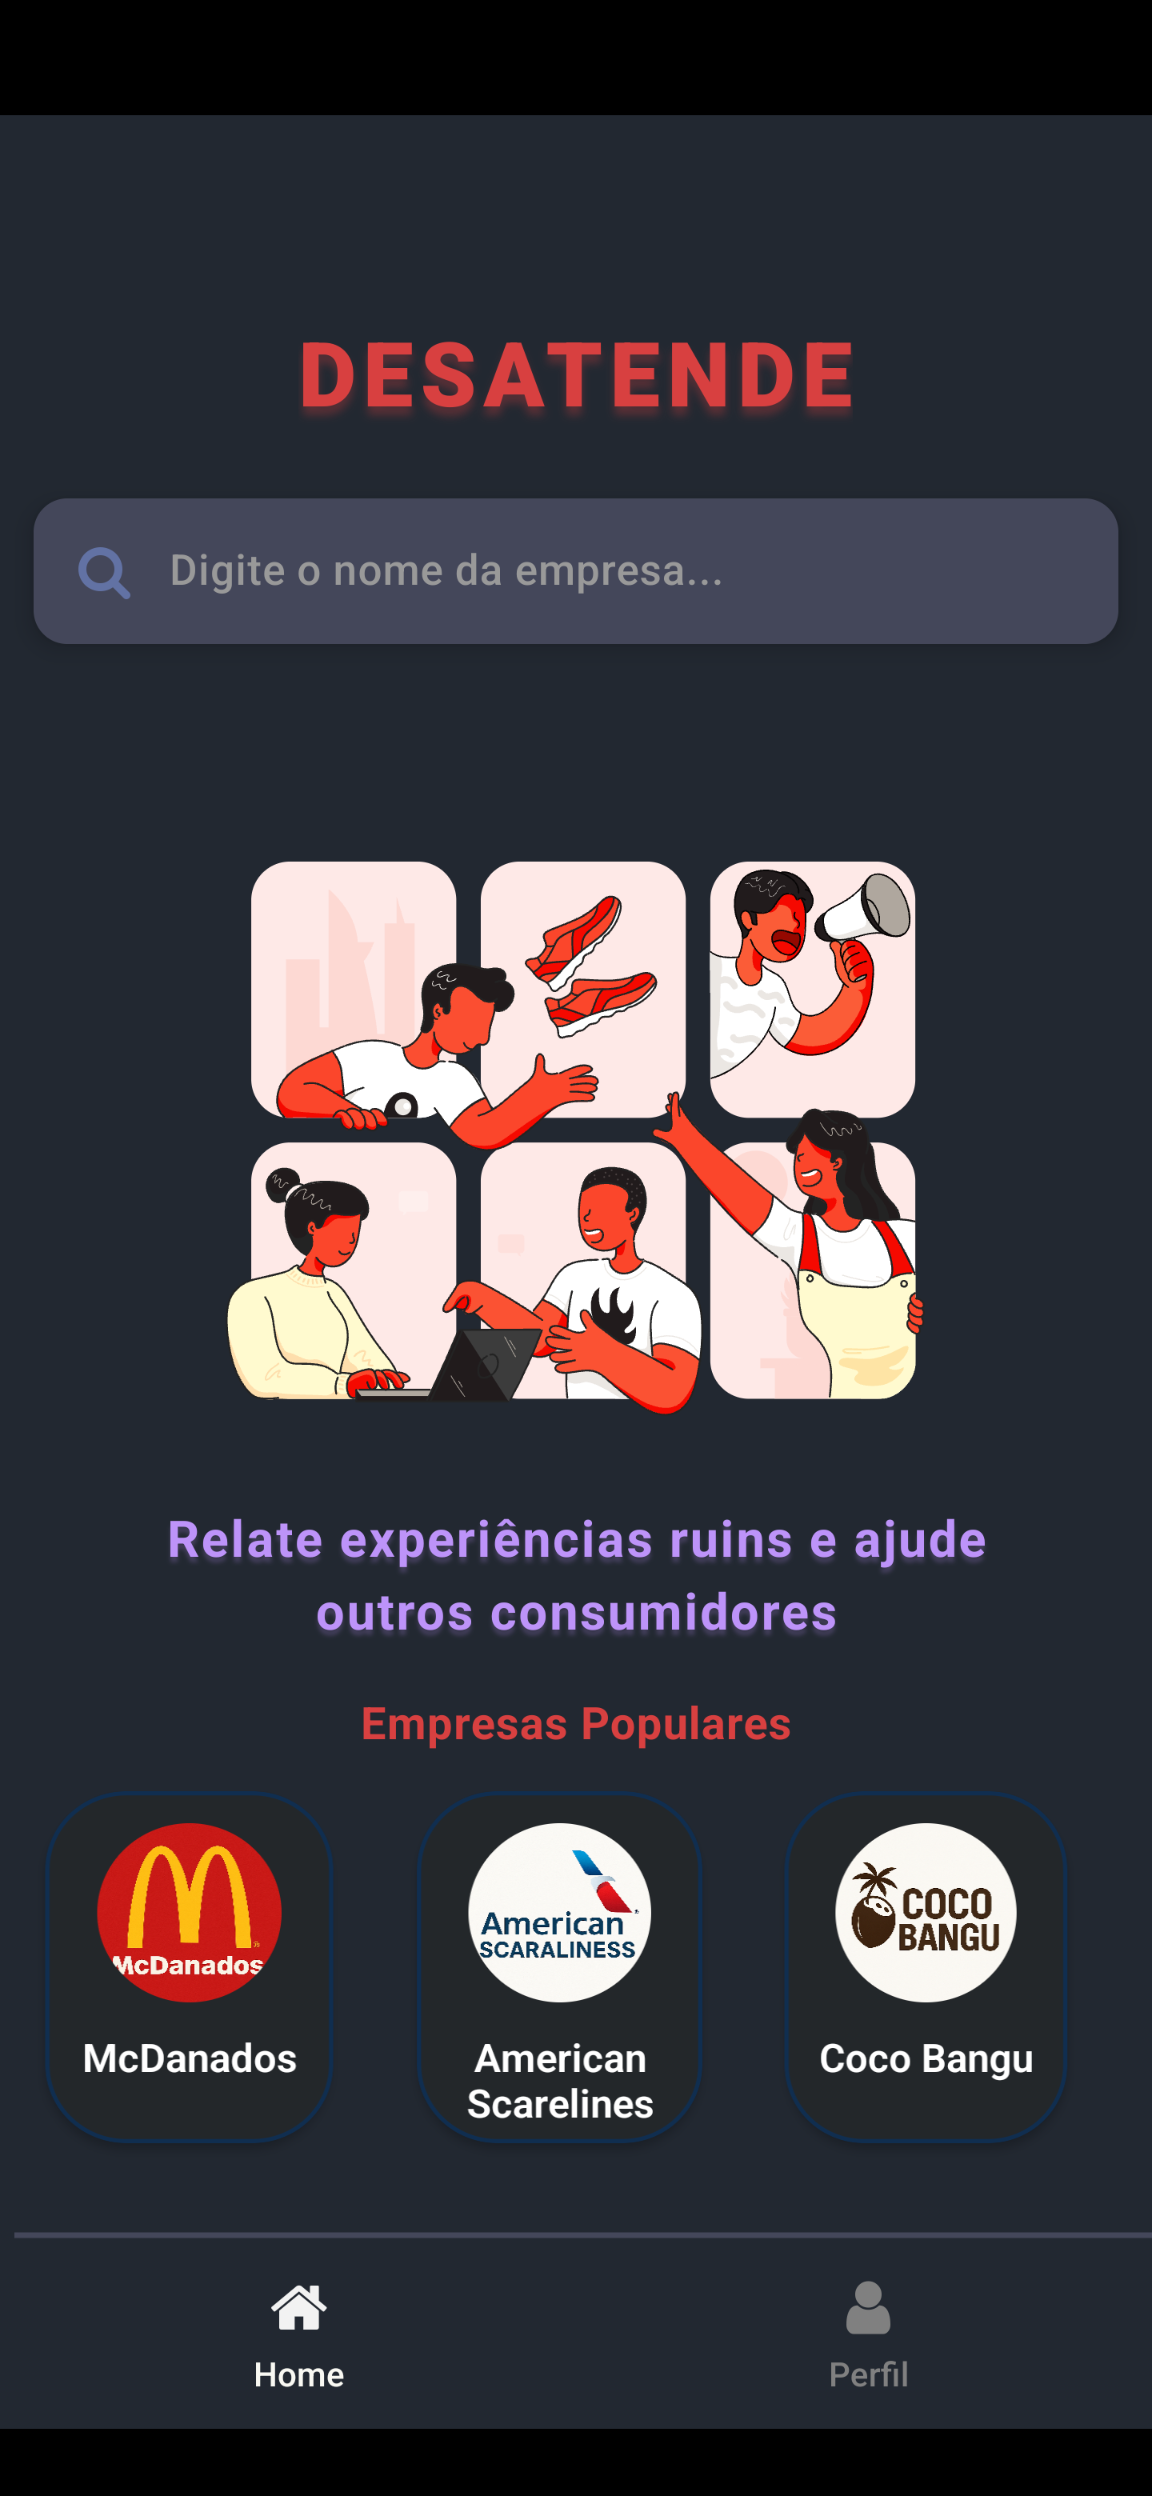 DESATENDE
Digite o nome da empresa...
Relate experiências ruins e ajude
outros consumidores
Empresas Populares
McDanados
American
SCARALINESS
COCO
BANGU
McDanados
American
Scarelines
Coco Bangu
Home
Perfil